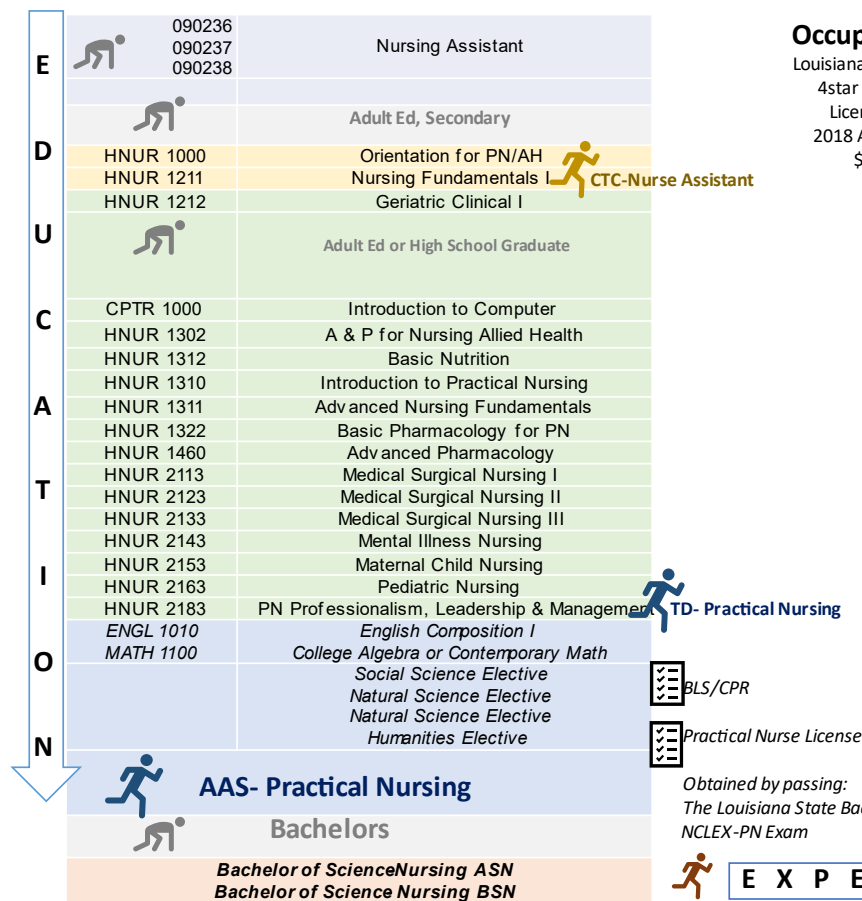 E D U C A T I O N
090236
090237
090238
Nursing Assistant
Adult Ed, Secondary
HNUR 1000 Orientation for PN/AH
HNUR 1211 Nursing Fundamentals I
CTC-Nurse Assistant
HNUR 1212 Geriatric Clinical I
Adult Ed or High School Graduate
CPTR 1000 Introduction to Computer
HNUR 1302 A & P for Nursing Allied Health
HNUR 1312 Basic Nutrition
HNUR 1310 Introduction to Practical Nursing
HNUR 1311 Advanced Nursing Fundamentals
HNUR 1322 Basic Pharmacology for PN
HNUR 1460 Advanced Pharmacology
HNUR 2113 Medical Surgical Nursing I
HNUR 2123 Medical Surgical Nursing II
HNUR 2133 Medical Surgical Nursing III
HNUR 2143 Mental Illness Nursing
HNUR 2153 Maternal Child Nursing
HNUR 2163 Pediatric Nursing
HNUR 2183 PN Professionalism, Leadership & Management
TD- Practical Nursing
ENGL 1010 English Composition I
MATH 1100 College Algebra or Contemporary Math
Social Science Elective
Natural Science Elective
Natural Science Elective
Humanities Elective
AAS- Practical Nursing
Bachelors
Bachelor of ScienceNursing ASN
Bachelor of Science Nursing BSN
Occup
Louisiana
4star
Licer
2018 A
$
BLS/CPR
Practical Nurse License
Obtained by passing:
The Louisiana State Bac
NCLEX-PN Exam
E X P E